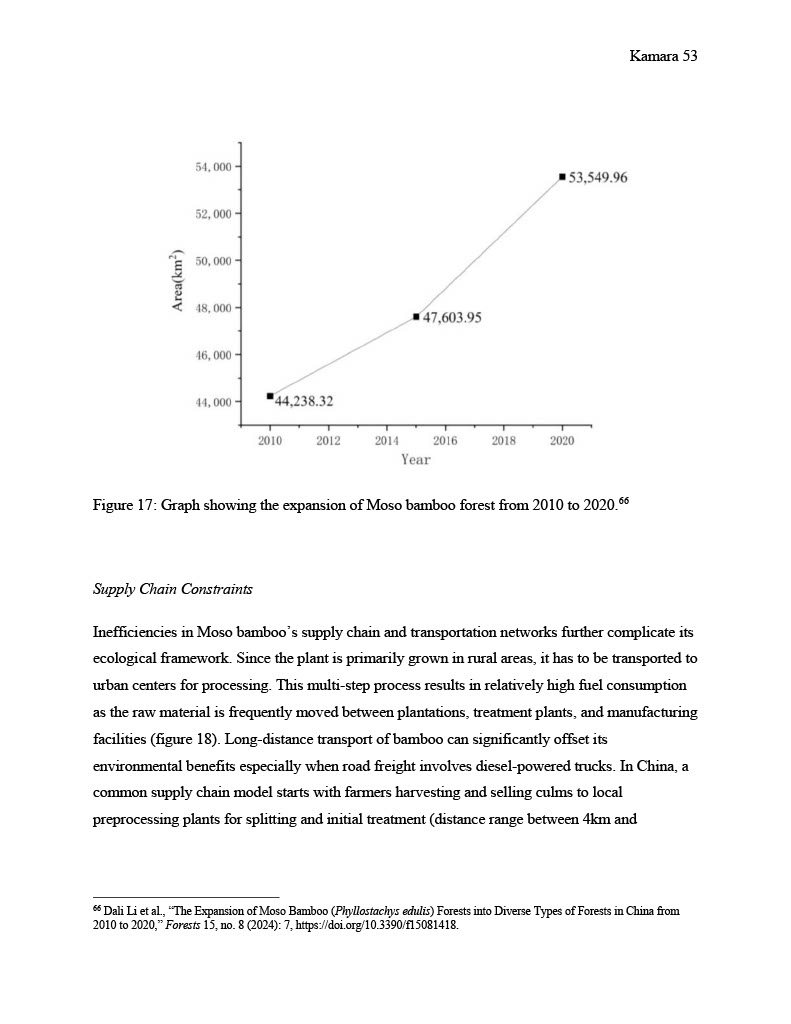 Kamara 53
54,000
52,000
50,000
48,000
46,000
44,000
Area(km²)
53,549.96
47,603.95
44,238.32
2010 2012 2014 2016 2018 2020
Year
Figure 17: Graph showing the expansion of Moso bamboo forest from 2010 to 2020.⁶⁶
Supply Chain Constraints
Inefficiencies in Moso bamboo’s supply chain and transportation networks further complicate its
ecological framework. Since the plant is primarily grown in rural areas, it has to be transported to
urban centers for processing. This multi-step process results in relatively high fuel consumption
as the raw material is frequently moved between plantations, treatment plants, and manufacturing
facilities (figure 18). Long-distance transport of bamboo can significantly offset its
environmental benefits especially when road freight involves diesel-powered trucks. In China, a
common supply chain model starts with farmers harvesting and selling culms to local
preprocessing plants for splitting and initial treatment (distance range between 4km and
⁶⁶ Dali Li et al., “The Expansion of Moso Bamboo (Phyllostachys edulis) Forests into Diverse Types of Forests in China from
2010 to 2020,” Forests 15, no. 8 (2024): 7, https://doi.org/10.3390/f15081418.